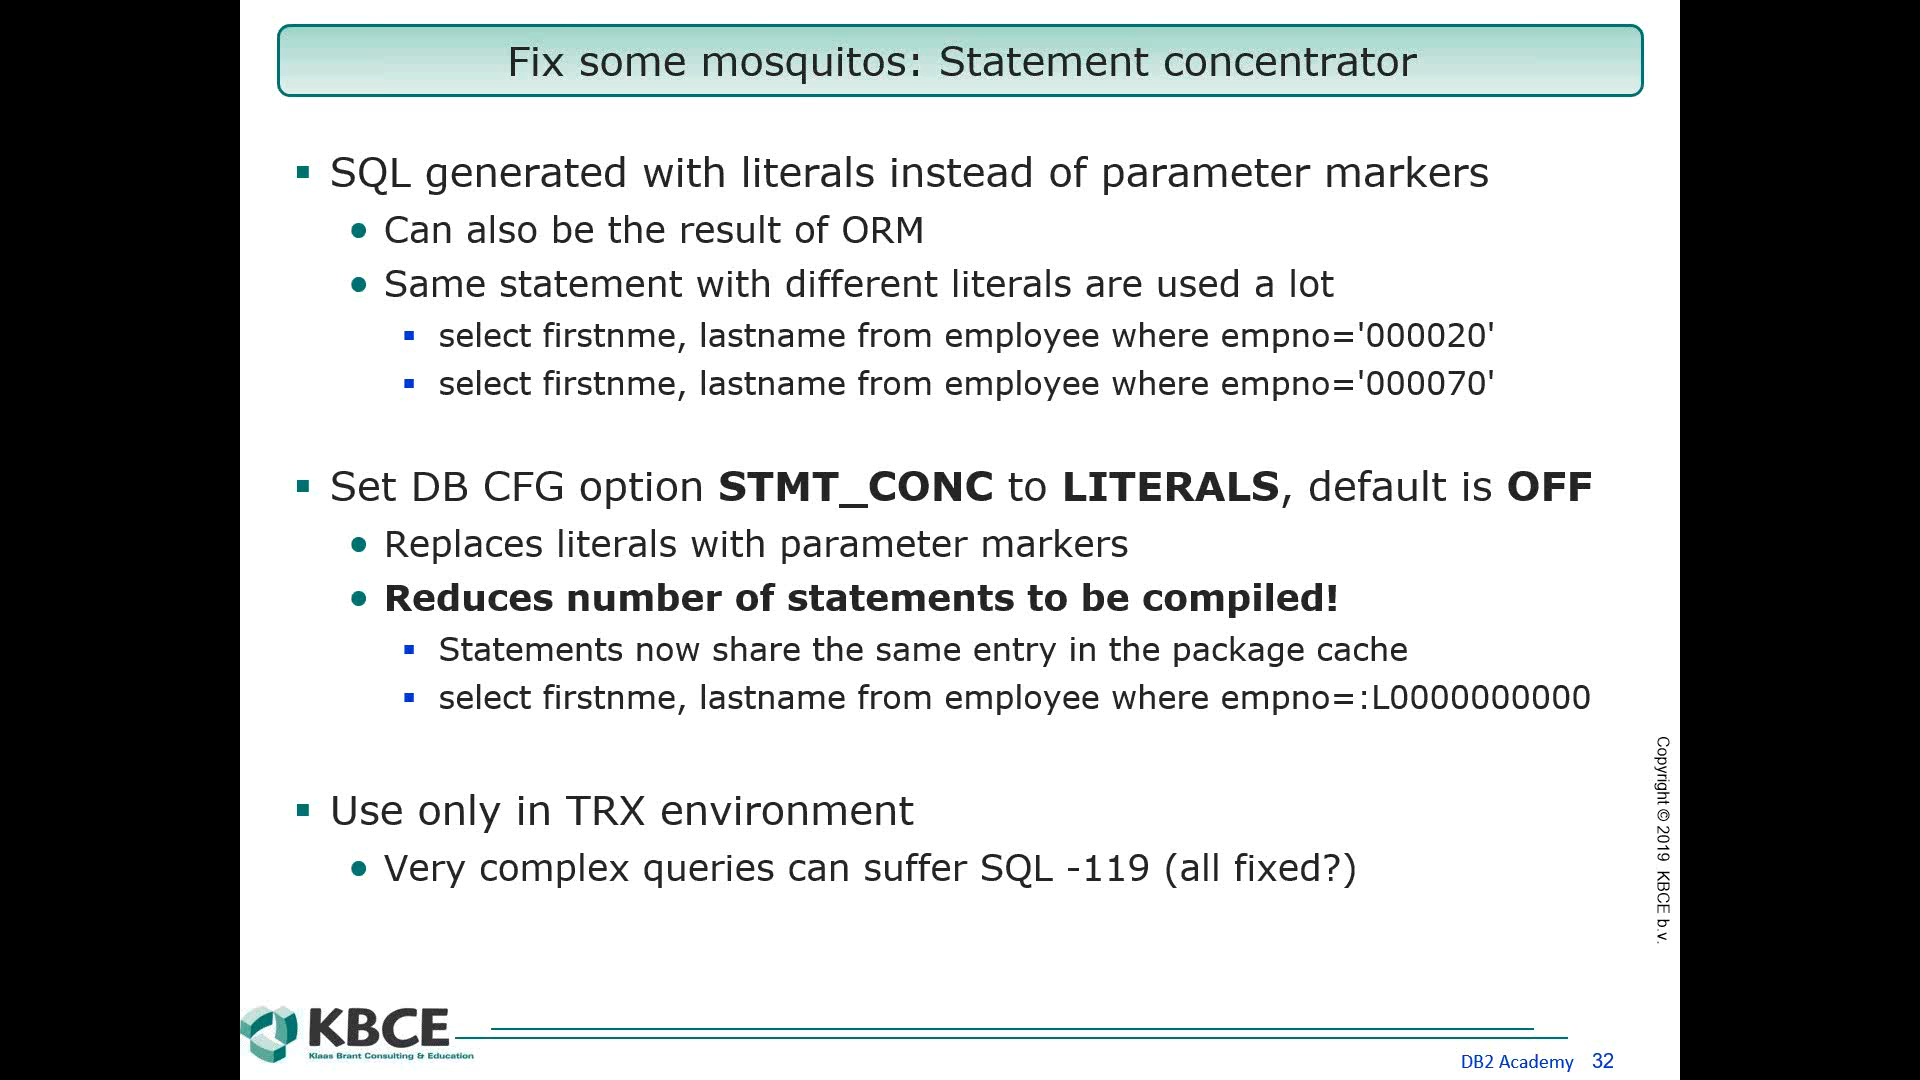 Fix some mosquitos: Statement concentrator
SQL generated with literals instead of parameter markers
Can also be the result of ORM
Same statement with different literals are used a lot
select firstnme, lastname from employee where empno='000020'
select firstnme, lastname from employee where empno='000070'
Set DB CFG option STMT_CONC to LITERALS, default is OFF
Replaces literals with parameter markers
Reduces number of statements to be compiled!
Statements now share the same entry in the package cache
select firstnme, lastname from employee where empno=:L0000000000
Use only in TRX environment
Very complex queries can suffer SQL -119 (all fixed?)
Copyright © 2019 KBCE b.v.
KBCE
Klaas Brant Consulting & Education
DB2 Academy 32